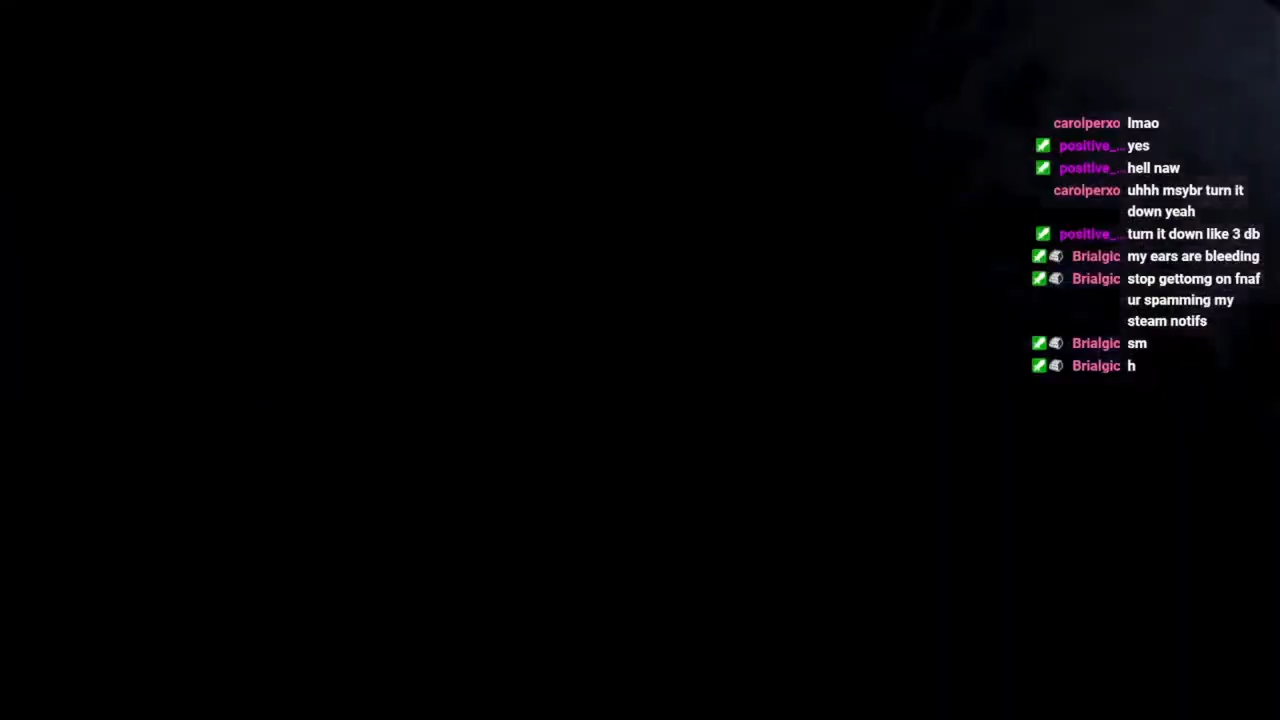 carolperxo lmao
positive_... yes
positive_... hell naw
carolperxo uhhh msybr turn it
down yeah
positive_... turn it down like 3 db
Brialgic my ears are bleeding
Brialgic stop gettomg on fnaf
ur spamming my
steam notifs
Brialgic sm
Brialgic h